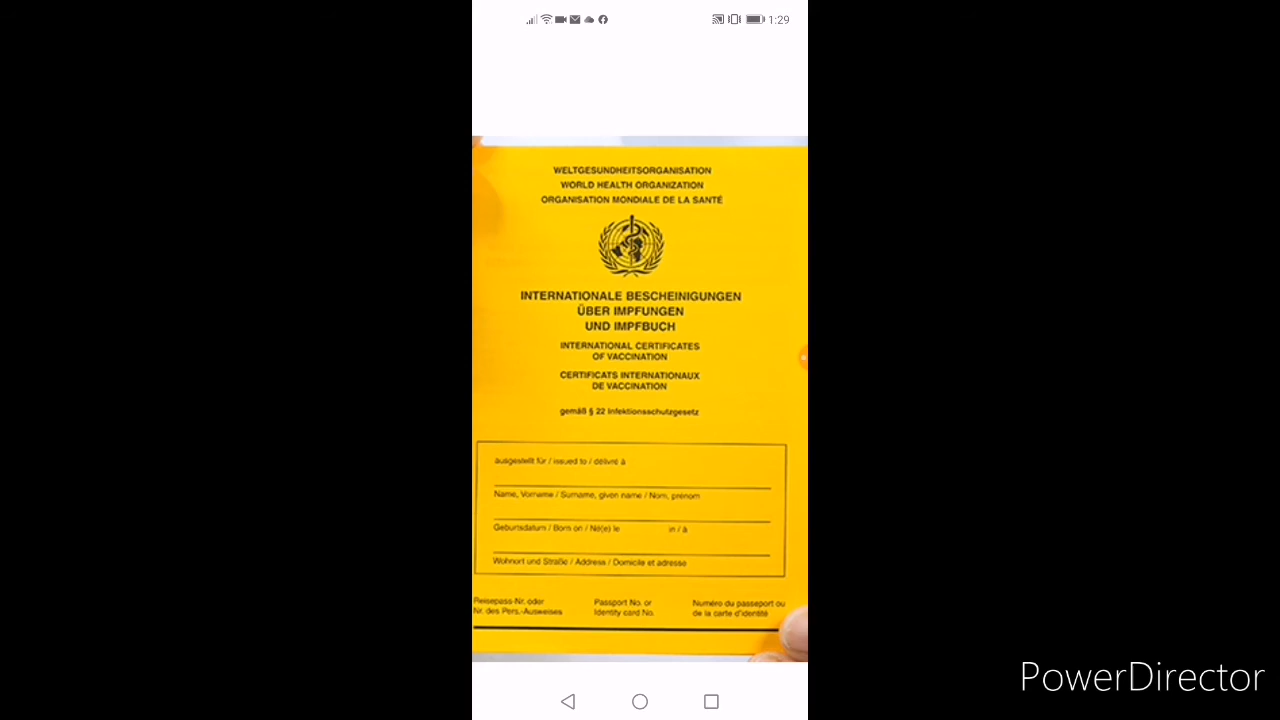 1:29
WELTGESUNDHEITSORGANISATION
WORLD HEALTH ORGANIZATION
ORGANISATION MONDIALE DE LA SANTÉ
INTERNATIONALE BESCHEINIGUNGEN
ÜBER IMPFUNGEN
UND IMPFBUCH
INTERNATIONAL CERTIFICATES
OF VACCINATION
CERTIFICATS INTERNATIONAUX
DE VACCINATION
gemäß § 22 Infektionsschutzgesetz
ausgestellt für / issued to / délivré à
Name, Vorname / Surname, given name / Nom, prénom
Geburtsdatum / Born on / Né(e) le in / à
Wohnort und Straße / Address / Domicile et adresse
Reisepass-Nr. oder Passport No. or Numéro du passeport ou
Nr. des Pers.-Ausweises Identity card No. de la carte d'identité
PowerDirector